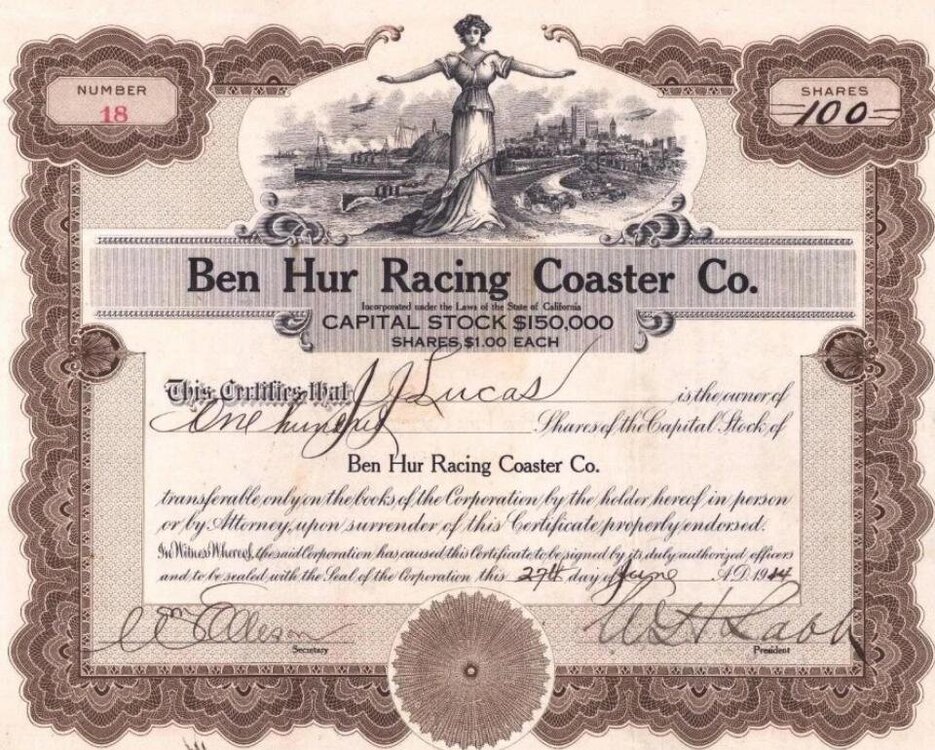 NUMBER
18
SHARES
100
Ben Hur Racing Coaster Co.
Incorporated under the Laws of the State of California
CAPITAL STOCK $150,000
SHARES $1.00 EACH
This Certifies that J J Lucas is the owner of
One hundred Shares of the Capital Stock of
Ben Hur Racing Coaster Co.
transferable only on the books of the Corporation by the holder hereof in person
or by Attorney, upon surrender of this Certificate properly endorsed.
In Witness Whereof, the said Corporation has caused this Certificate to be signed by its duly authorized officers
and to be sealed with the Seal of the Corporation this 27th day of June A.D. 1914
Secretary
President